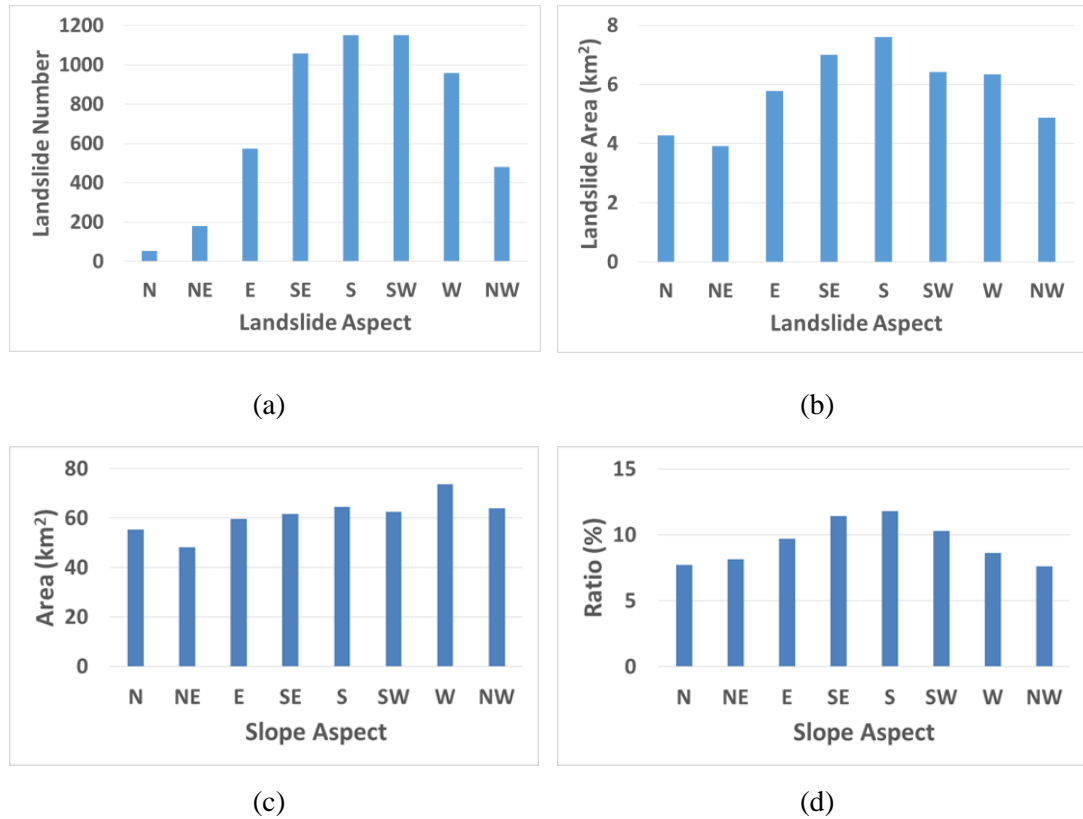 1200
1000
800
600
400
200
0
Landslide Number
N NE E SE S SW W NW
Landslide Aspect
(a)
8
6
4
2
0
Landslide Area (km²)
N NE E SE S SW W NW
Landslide Aspect
(b)
80
60
40
20
0
Area (km²)
N NE E SE S SW W NW
Slope Aspect
(c)
15
10
5
0
Ratio (%)
N NE E SE S SW W NW
Slope Aspect
(d)